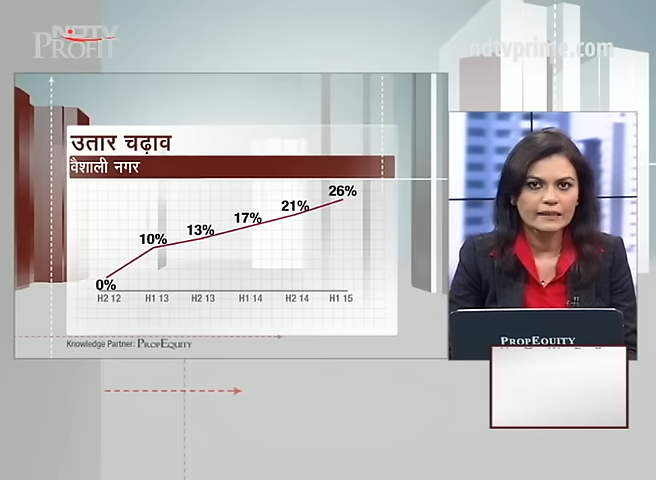 NDTV
PROFIT
ndtvprime.com
उतार चढ़ाव
वैशाली नगर
26%
21%
17%
13%
10%
0%
H2 12 H1 13 H2 13 H1 14 H2 14 H1 15
Knowledge Partner: PROPEQUITY
PROPEQUITY